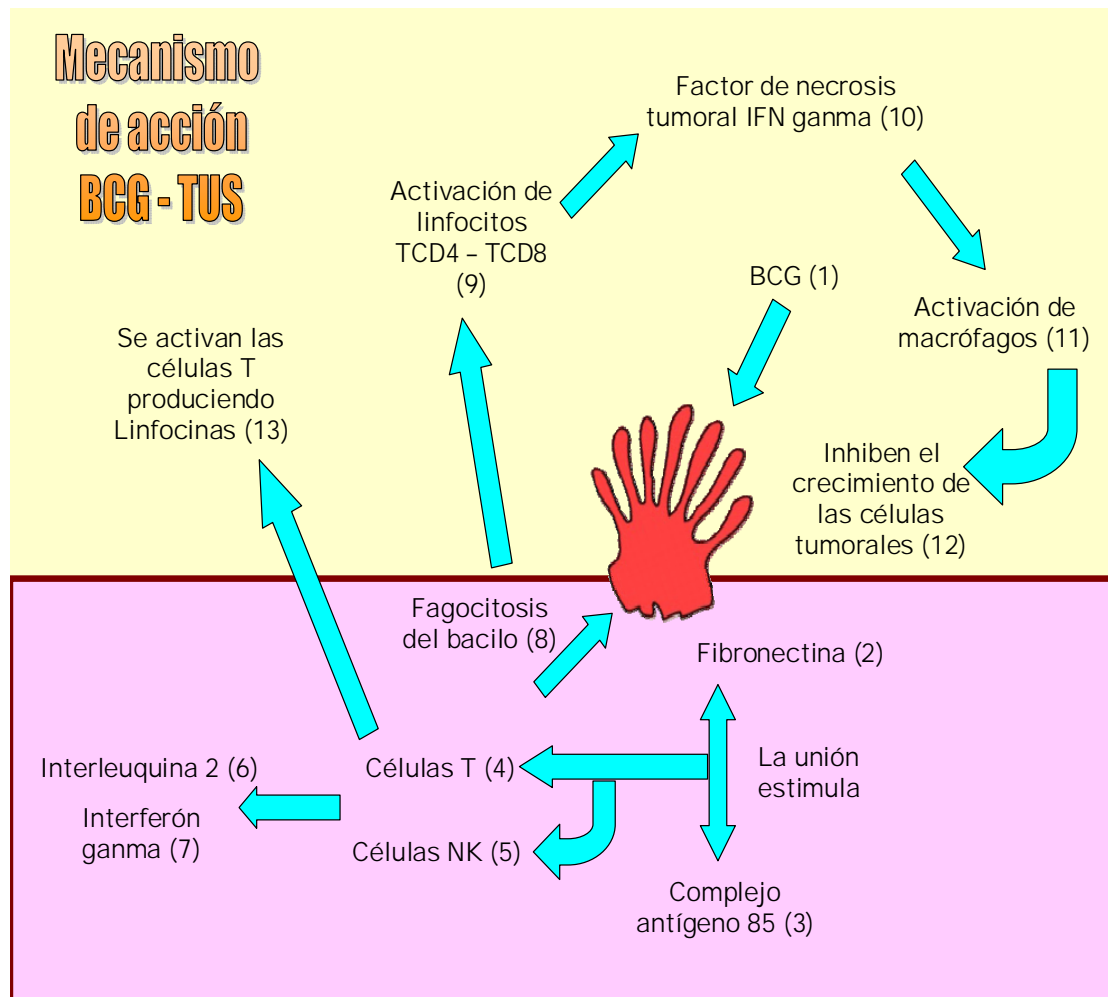 Mecanismo
de acción
BCG - TUS
Factor de necrosis
tumoral IFN ganma (10)
Activación de
linfocitos
TCD4 – TCD8
(9)
BCG (1)
Activación de
macrófagos (11)
Se activan las
células T
produciendo
Linfocinas (13)
Inhiben el
crecimiento de
las células
tumorales (12)
Fagocitosis
del bacilo (8)
Fibronectina (2)
La unión
estimula
Interleuquina 2 (6)
Células T (4)
Interferón
ganma (7)
Células NK (5)
Complejo
antígeno 85 (3)